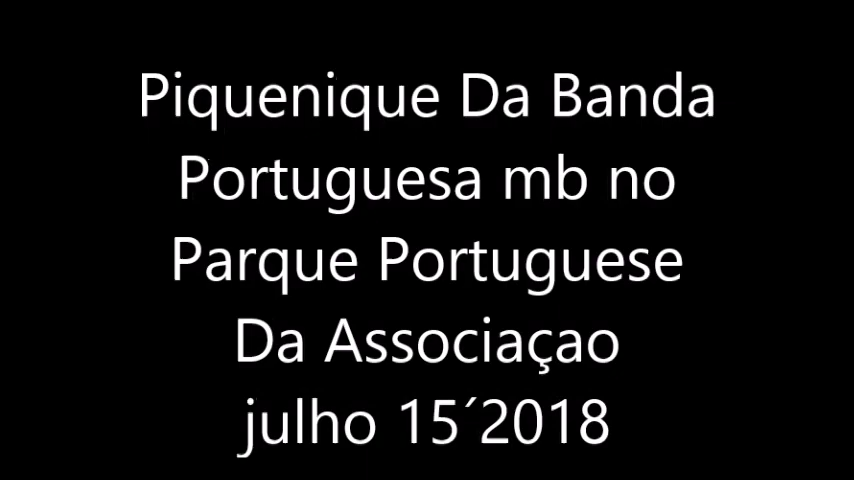 Piquenique Da Banda
Portuguesa mb no
Parque Portuguese
Da Associaçao
julho 15´2018